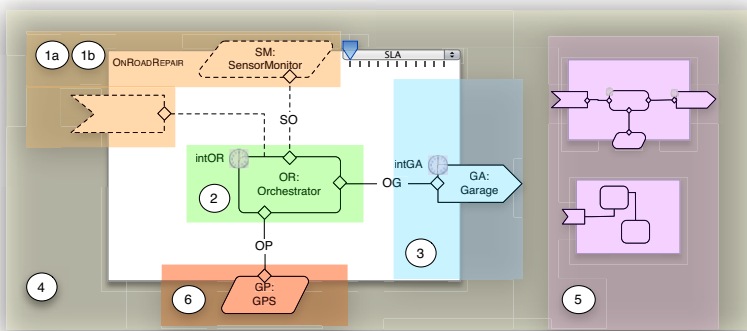 1a 1b
ONROADREPAIR
SM:
SensorMonitor
SLA
SO
intOR
OR:
Orchestrator
2
OG
intGA
GA:
Garage
3
OP
4
6
GP:
GPS
5